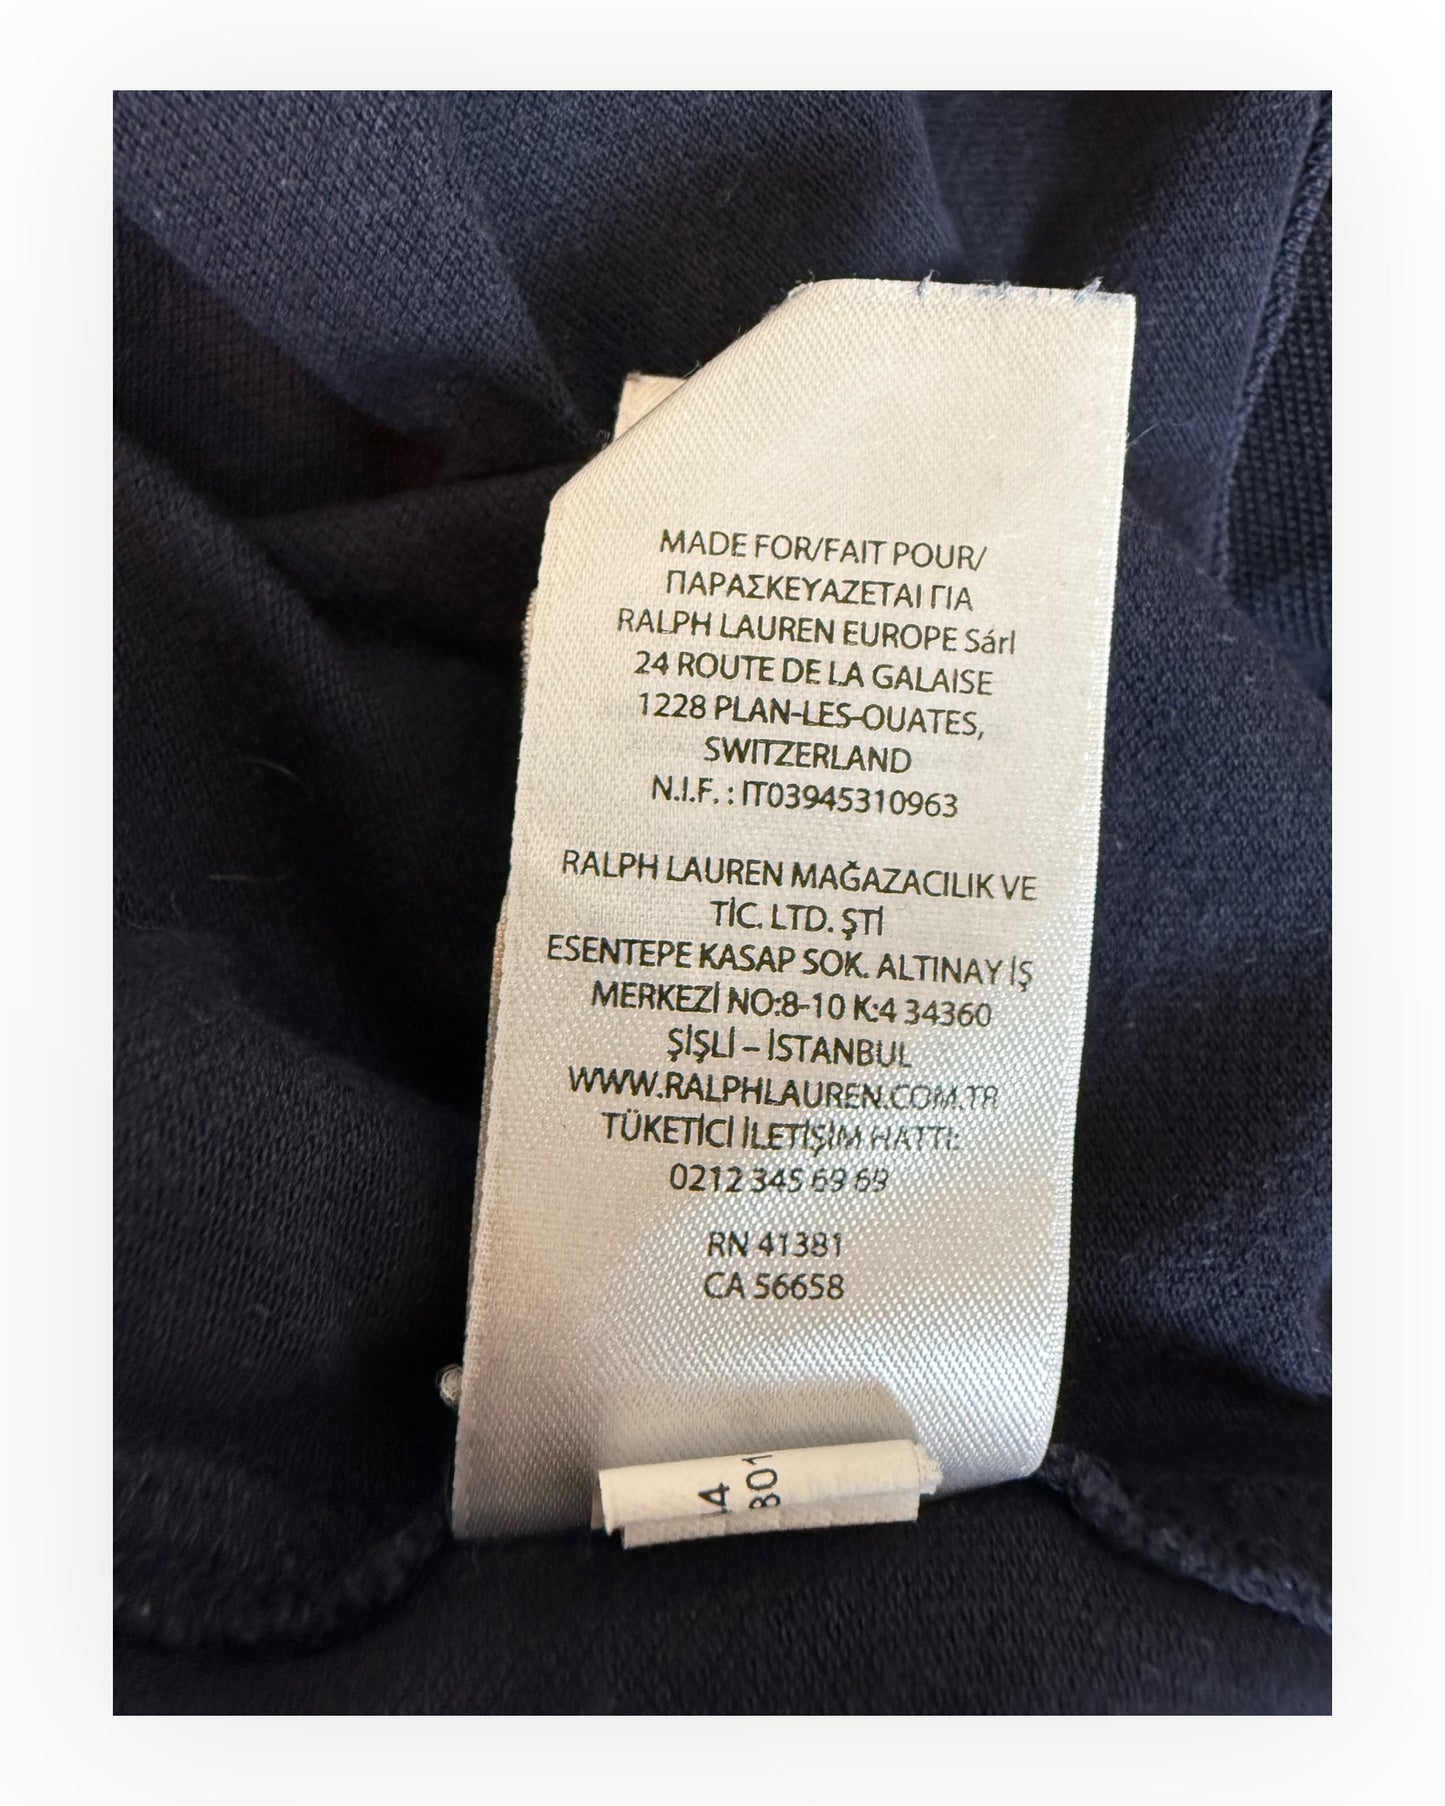 MADE FOR/FAIT POUR/
ΠΑΡΑΣΚΕΥΑΖΕΤΑΙ ΓΙΑ
RALPH LAUREN EUROPE Sárl
24 ROUTE DE LA GALAISE
1228 PLAN-LES-OUATES,
SWITZERLAND
N.I.F. : IT03945310963
RALPH LAUREN MAĞAZACILIK VE
TİC. LTD. ŞTİ
ESENTEPE KASAP SOK. ALTINAY İŞ
MERKEZİ NO:8-10 K:4 34360
ŞİŞLİ – İSTANBUL
WWW.RALPHLAUREN.COM.TR
TÜKETİCİ İLETİŞİM HATTI:
0212 345 69 69
RN 41381
CA 56658